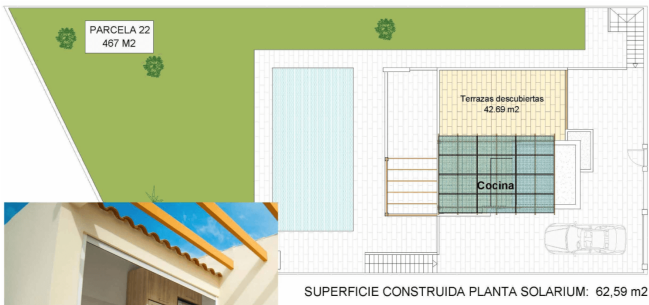 PARCELA 22
467 M2
Terrazas descubiertas
42.69 m2
Cocina
SUPERFICIE CONSTRUIDA PLANTA SOLARIUM: 62,59 m2